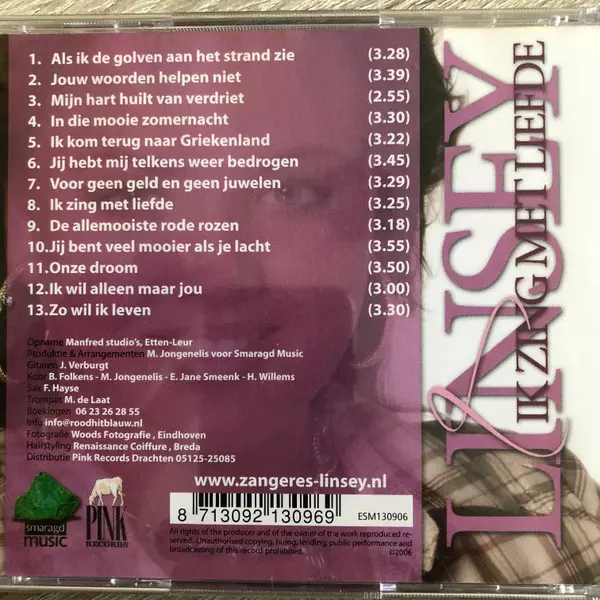 1. Als ik de golven aan het strand zie (3.28)
2. Jouw woorden helpen niet (3.39)
3. Mijn hart huilt van verdriet (2.55)
4. In die mooie zomernacht (3.30)
5. Ik kom terug naar Griekenland (3.22)
6. Jij hebt mij telkens weer bedrogen (3.45)
7. Voor geen geld en geen juwelen (3.29)
8. Ik zing met liefde (3.25)
9. De allemooiste rode rozen (3.18)
10.Jij bent veel mooier als je lacht (3.55)
11.Onze droom (3.50)
12.Ik wil alleen maar jou (3.00)
13.Zo wil ik leven (3.30)
Opname Manfred studio's, Etten-Leur
Produktie & Arrangementen M. Jongenelis voor Smaragd Music
Gitaren J. Verburgt
Koor B. Folkens - M. Jongenelis - E. Jane Smeenk - H. Willems
Sax F. Hayse
Trompet M. de Laat
Boekingen 06 23 26 28 55
Info info@roodhitblauw.nl
Fotografie Woods Fotografie , Eindhoven
Hairstyling Renaissance Coiffure , Breda
Distributie Pink Records Drachten 05125-25085
smaragd
music
PINK
RECORDS
www.zangeres-linsey.nl
8 713092 130969
ESM130906
All rights of the producer and of the owner of the work reproduced re-
served. Unauthorised copying, hiring, lending, public performance and
broadcasting of this record prohibited.
©2006
LINSEY
IK ZING MET LIEFDE